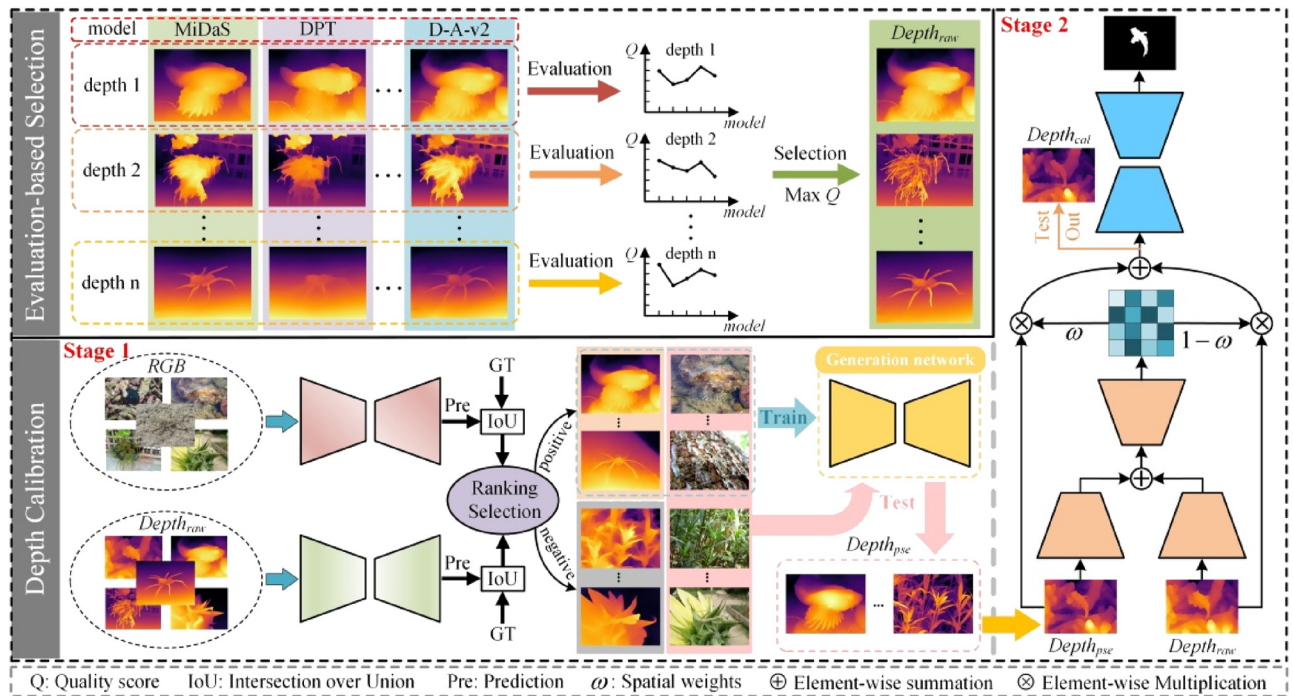 Evaluation-based Selection
model
MiDaS
DPT
D-A-v2
depth 1
Evaluation
Q
depth 1
model
depth 2
Evaluation
Q
depth 2
model
depth n
Evaluation
Q
depth n
model
Selection
Max Q
Depth_raw
Depth Calibration
Stage 1
RGB
Pre
GT
IoU
Ranking
Selection
positive
negative
Depth_raw
Pre
IoU
GT
Train
Generation network
Test
Depth_pse
Stage 2
Depth_cal
Test
Out
ω
1 − ω
Depth_pse
Depth_raw
Q: Quality score IoU: Intersection over Union Pre: Prediction ω: Spatial weights ⊕ Element-wise summation ⊗ Element-wise Multiplication